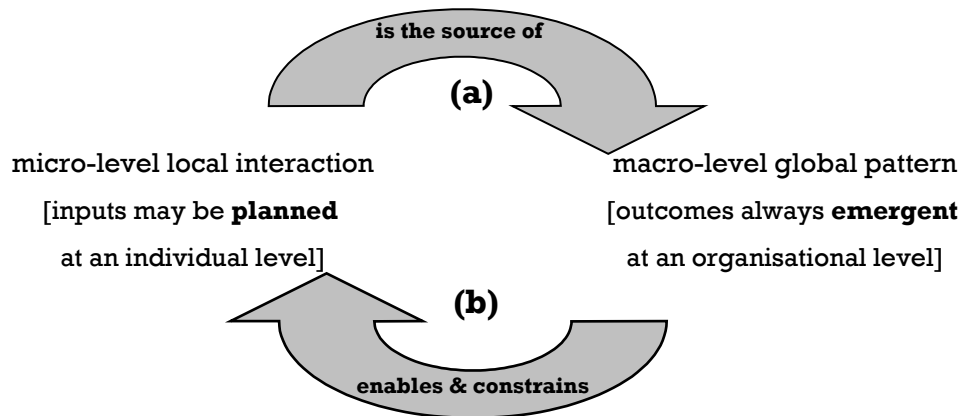 is the source of
(a)
micro-level local interaction
[inputs may be planned
at an individual level]
macro-level global pattern
[outcomes always emergent
at an organisational level]
(b)
enables & constrains